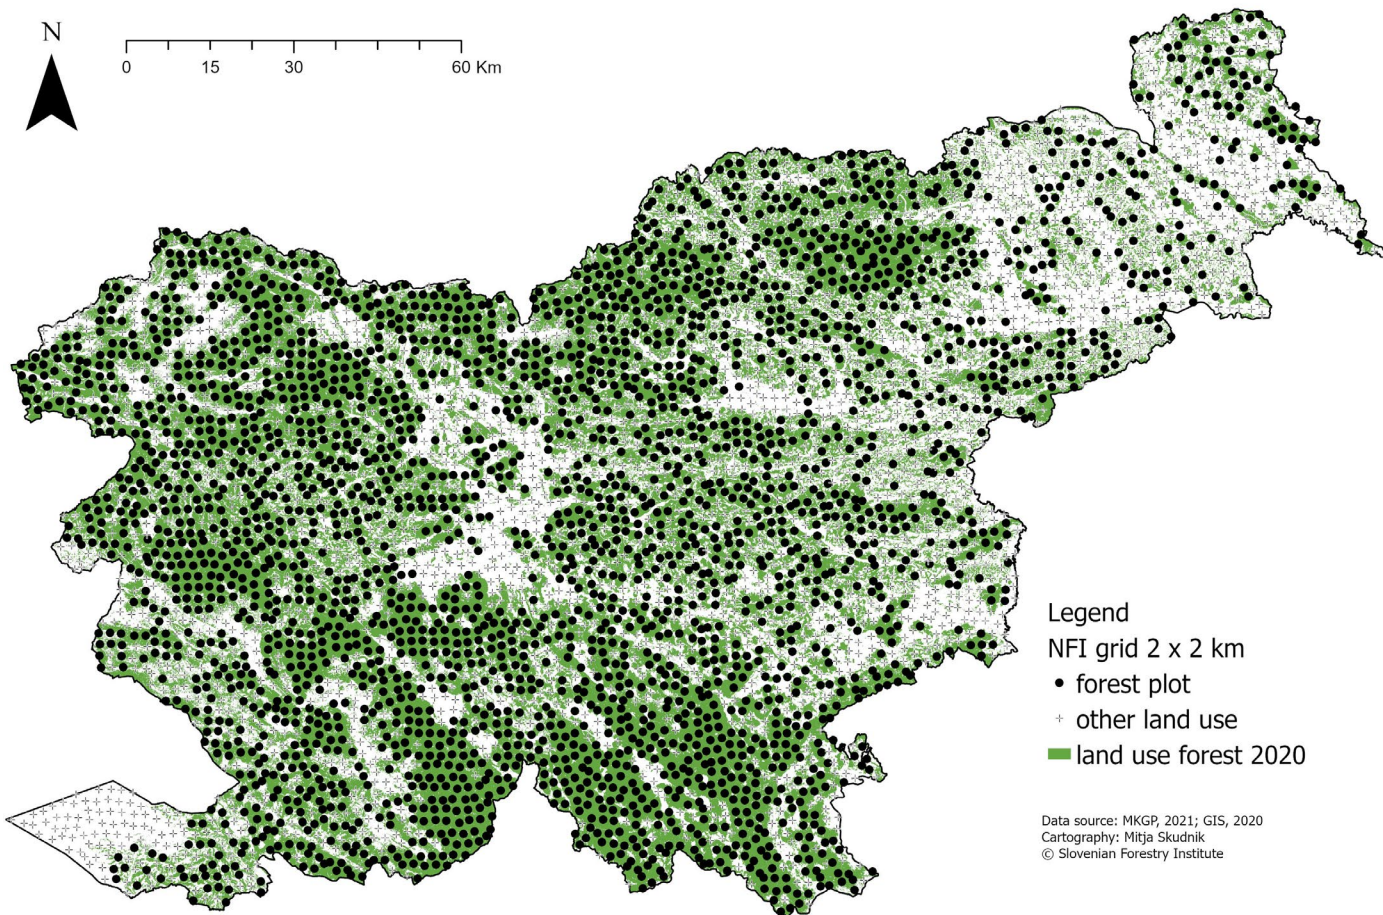 N
0 15 30 60 Km
Legend
NFI grid 2 x 2 km
forest plot
other land use
land use forest 2020
Data source: MKGP, 2021; GIS, 2020
Cartography: Mitja Skudnik
© Slovenian Forestry Institute